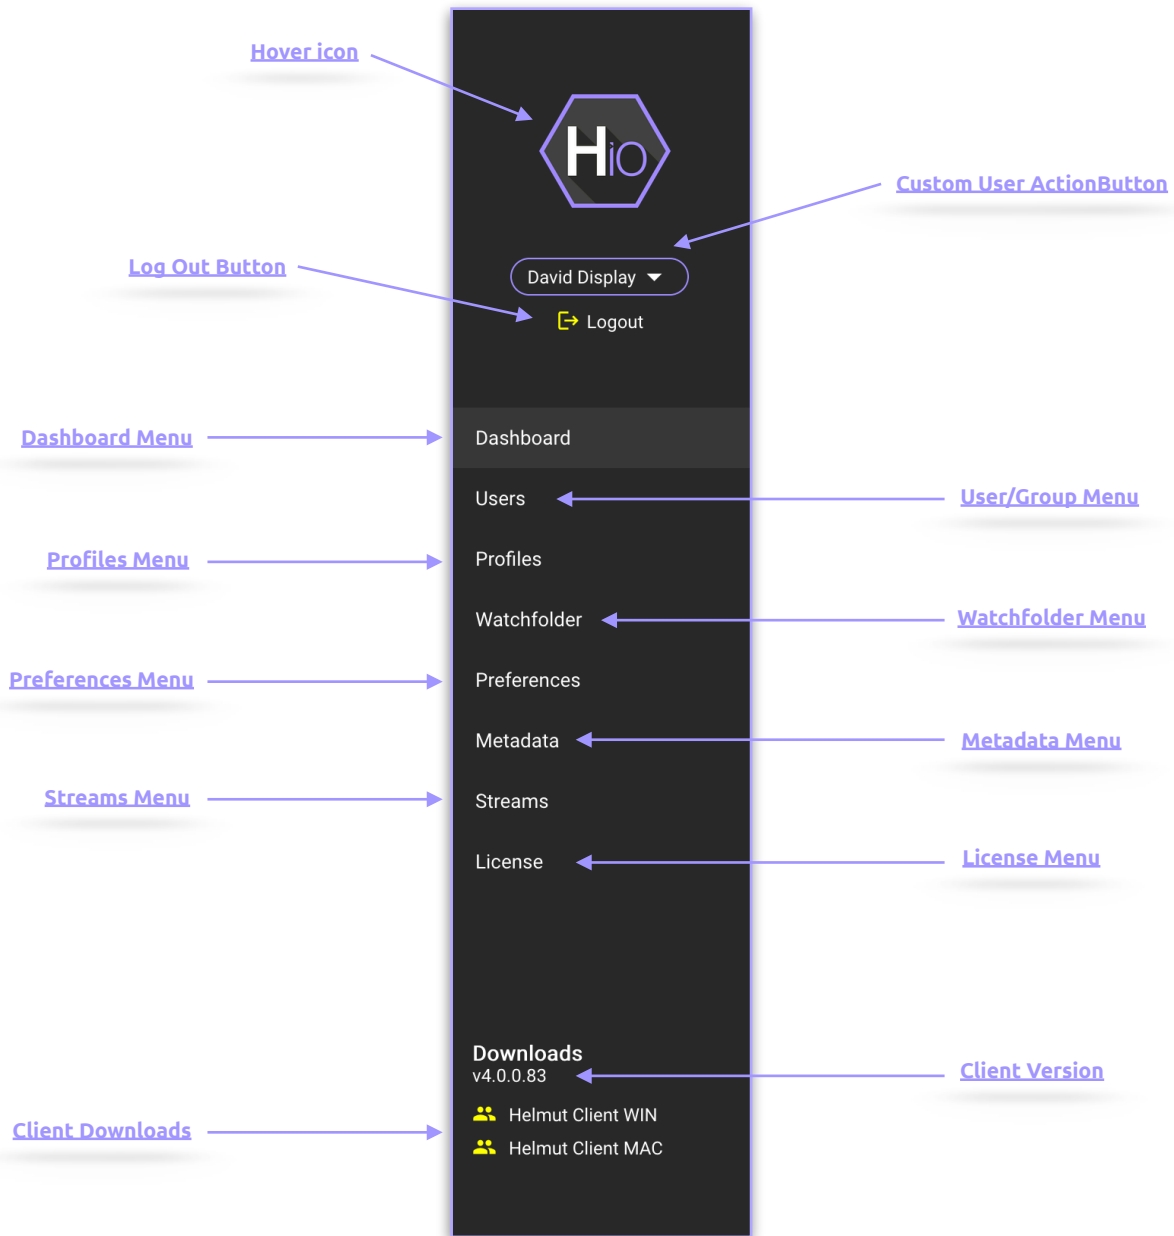 Hover icon
HiO
Custom User ActionButton
Log Out Button
David Display
Logout
Dashboard Menu
Dashboard
Users
User/Group Menu
Profiles Menu
Profiles
Watchfolder
Watchfolder Menu
Preferences Menu
Preferences
Metadata
Metadata Menu
Streams Menu
Streams
License
License Menu
Downloads
v4.0.0.83
Client Version
Helmut Client WIN
Client Downloads
Helmut Client MAC